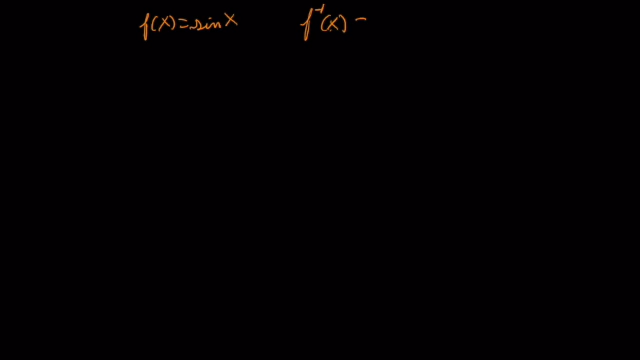 f(x) = sin x f⁻¹(x) −